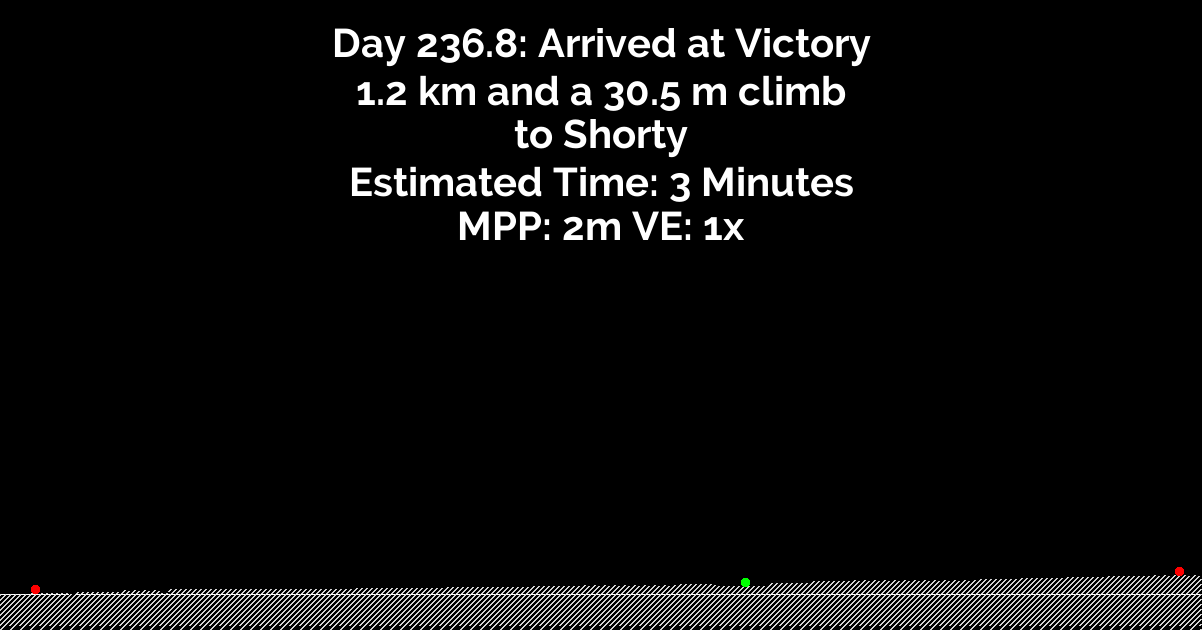 Day 236.8: Arrived at Victory
1.2 km and a 30.5 m climb
to Shorty
Estimated Time: 3 Minutes
MPP: 2m VE: 1x